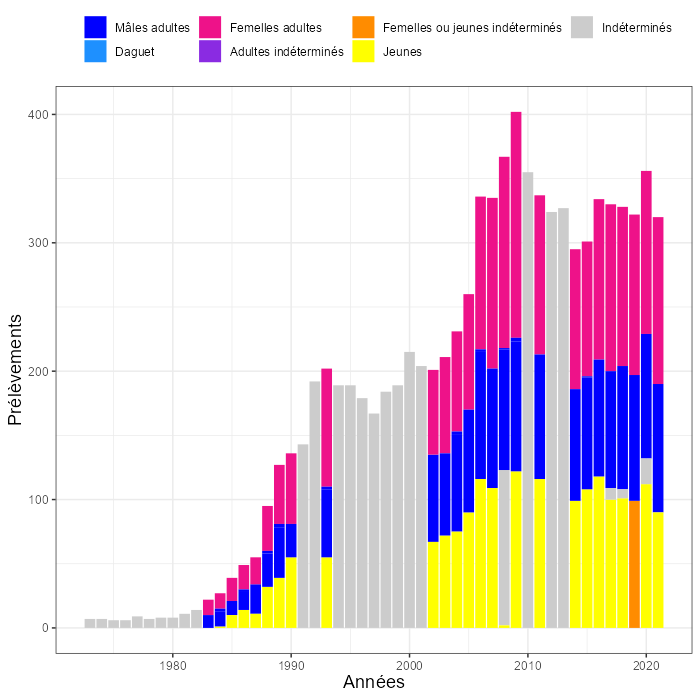 Mâles adultes Femelles adultes Femelles ou jeunes indéterminés Indéterminés
Daguet Adultes indéterminés Jeunes
400
300
200
100
0
Prélèvements
1980 1990 2000 2010 2020
Années